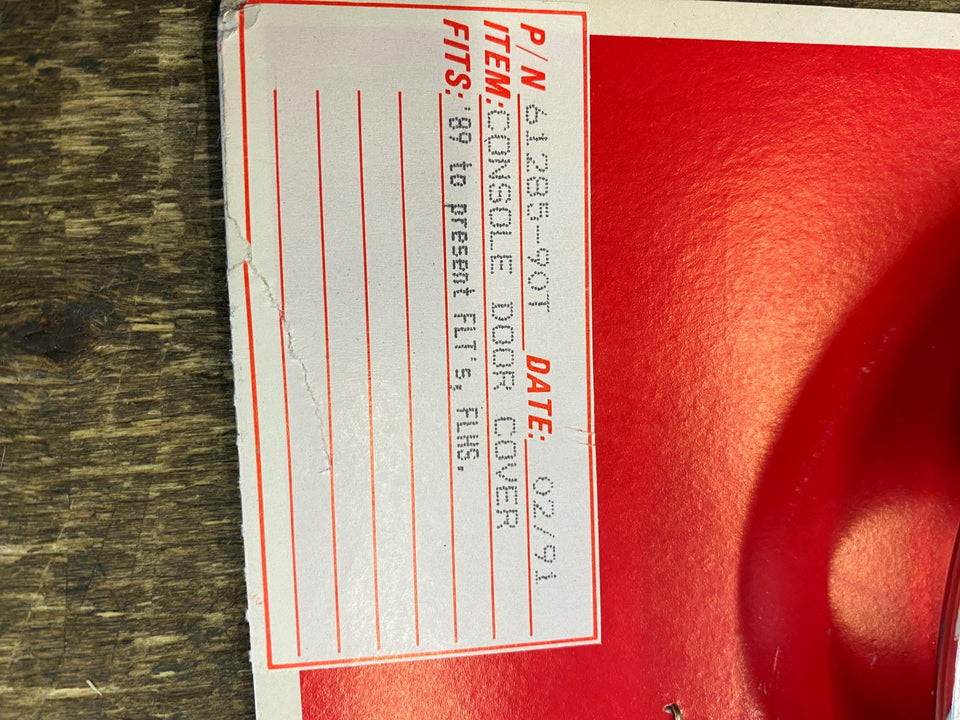 P/N 61285-90T DATE: 02/91
ITEM: CONSOLE DOOR COVER
FITS: '89 to present FLT's, FLHS.